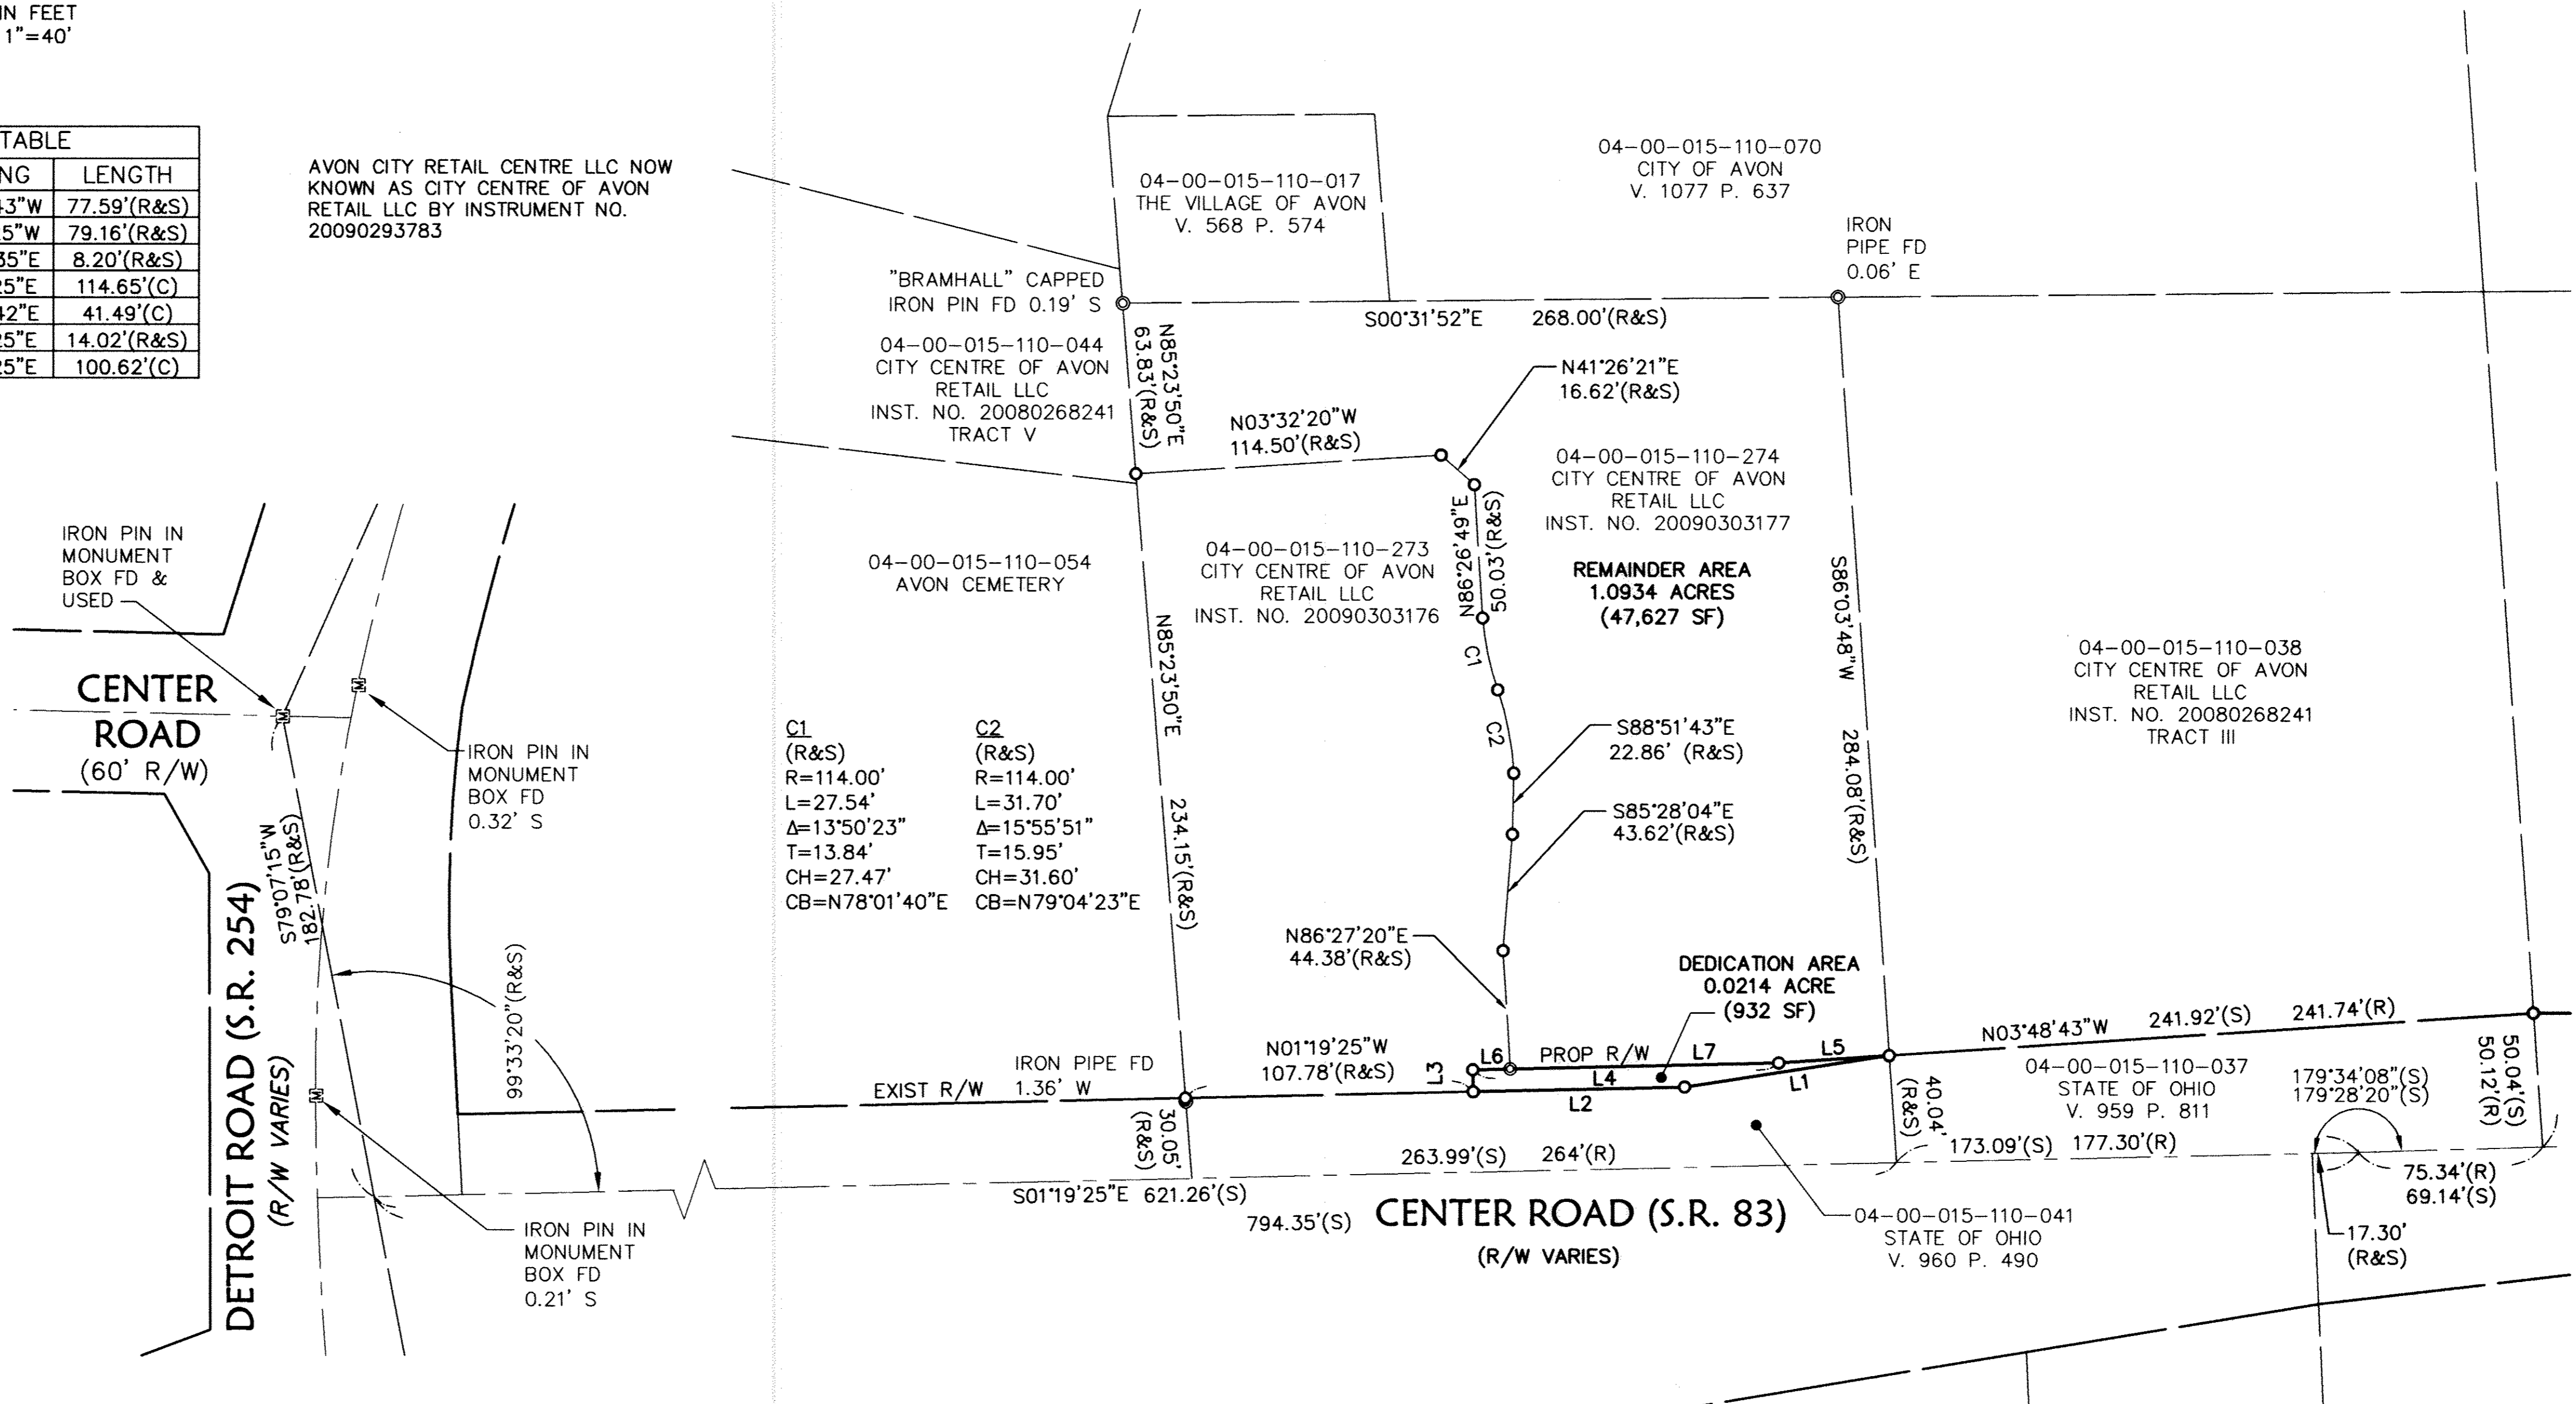 IN FEET
1"=40'
TABLE
NG LENGTH
43"W 77.59'(R&S)
25"W 79.16'(R&S)
35"E 8.20'(R&S)
25"E 114.65'(C)
42"E 41.49'(C)
25"E 14.02'(R&S)
25"E 100.62'(C)
AVON CITY RETAIL CENTRE LLC NOW
KNOWN AS CITY CENTRE OF AVON
RETAIL LLC BY INSTRUMENT NO.
20090293783
04-00-015-110-017
THE VILLAGE OF AVON
V. 568 P. 574
04-00-015-110-070
CITY OF AVON
V. 1077 P. 637
IRON
PIPE FD
0.06' E
"BRAMHALL" CAPPED
IRON PIN FD 0.19' S
S00°31'52"E 268.00'(R&S)
04-00-015-110-044
CITY CENTRE OF AVON
RETAIL LLC
INST. NO. 20080268241
TRACT V
N85°23'50"E
63.83'(R&S)
N03°32'20"W
114.50'(R&S)
N41°26'21"E
16.62'(R&S)
04-00-015-110-274
CITY CENTRE OF AVON
RETAIL LLC
INST. NO. 20090303177
REMAINDER AREA
1.0934 ACRES
(47,627 SF)
N86°26'49"E
50.03'(R&S)
04-00-015-110-273
CITY CENTRE OF AVON
RETAIL LLC
INST. NO. 20090303176
04-00-015-110-054
AVON CEMETERY
IRON PIN IN
MONUMENT
BOX FD &
USED
CENTER
ROAD
(60' R/W)
IRON PIN IN
MONUMENT
BOX FD
0.32' S
N85°23'50"E
234.15'(R&S)
C1
(R&S)
R=114.00'
L=27.54'
Δ=13°50'23"
T=13.84'
CH=27.47'
CB=N78°01'40"E
C2
(R&S)
R=114.00'
L=31.70'
Δ=15°55'51"
T=15.95'
CH=31.60'
CB=N79°04'23"E
C1
C2
S88°51'43"E
22.86' (R&S)
S85°28'04"E
43.62'(R&S)
N86°27'20"E
44.38'(R&S)
S86°03'48"W
284.08'(R&S)
04-00-015-110-038
CITY CENTRE OF AVON
RETAIL LLC
INST. NO. 20080268241
TRACT III
S79°07'15"W
182.78'(R&S)
DETROIT ROAD (S.R. 254)
(R/W VARIES)
99°33'20"(R&S)
DEDICATION AREA
0.0214 ACRE
(932 SF)
EXIST R/W
IRON PIPE FD
1.36' W
N01°19'25"W
107.78'(R&S)
L3
L6
PROP R/W
L7
L5
L4
L1
L2
N03°48'43"W 241.92'(S) 241.74'(R)
04-00-015-110-037
STATE OF OHIO
V. 959 P. 811
179°34'08"(S)
179°28'20"(S)
50.04'(S)
50.12'(R)
40.04'
(R&S)
30.05'
(R&S)
263.99'(S) 264'(R)
173.09'(S) 177.30'(R)
75.34'(R)
69.14'(S)
17.30'
(R&S)
S01°19'25"E 621.26'(S)
794.35'(S)
CENTER ROAD (S.R. 83)
(R/W VARIES)
04-00-015-110-041
STATE OF OHIO
V. 960 P. 490
IRON PIN IN
MONUMENT
BOX FD
0.21' S
M
M
M